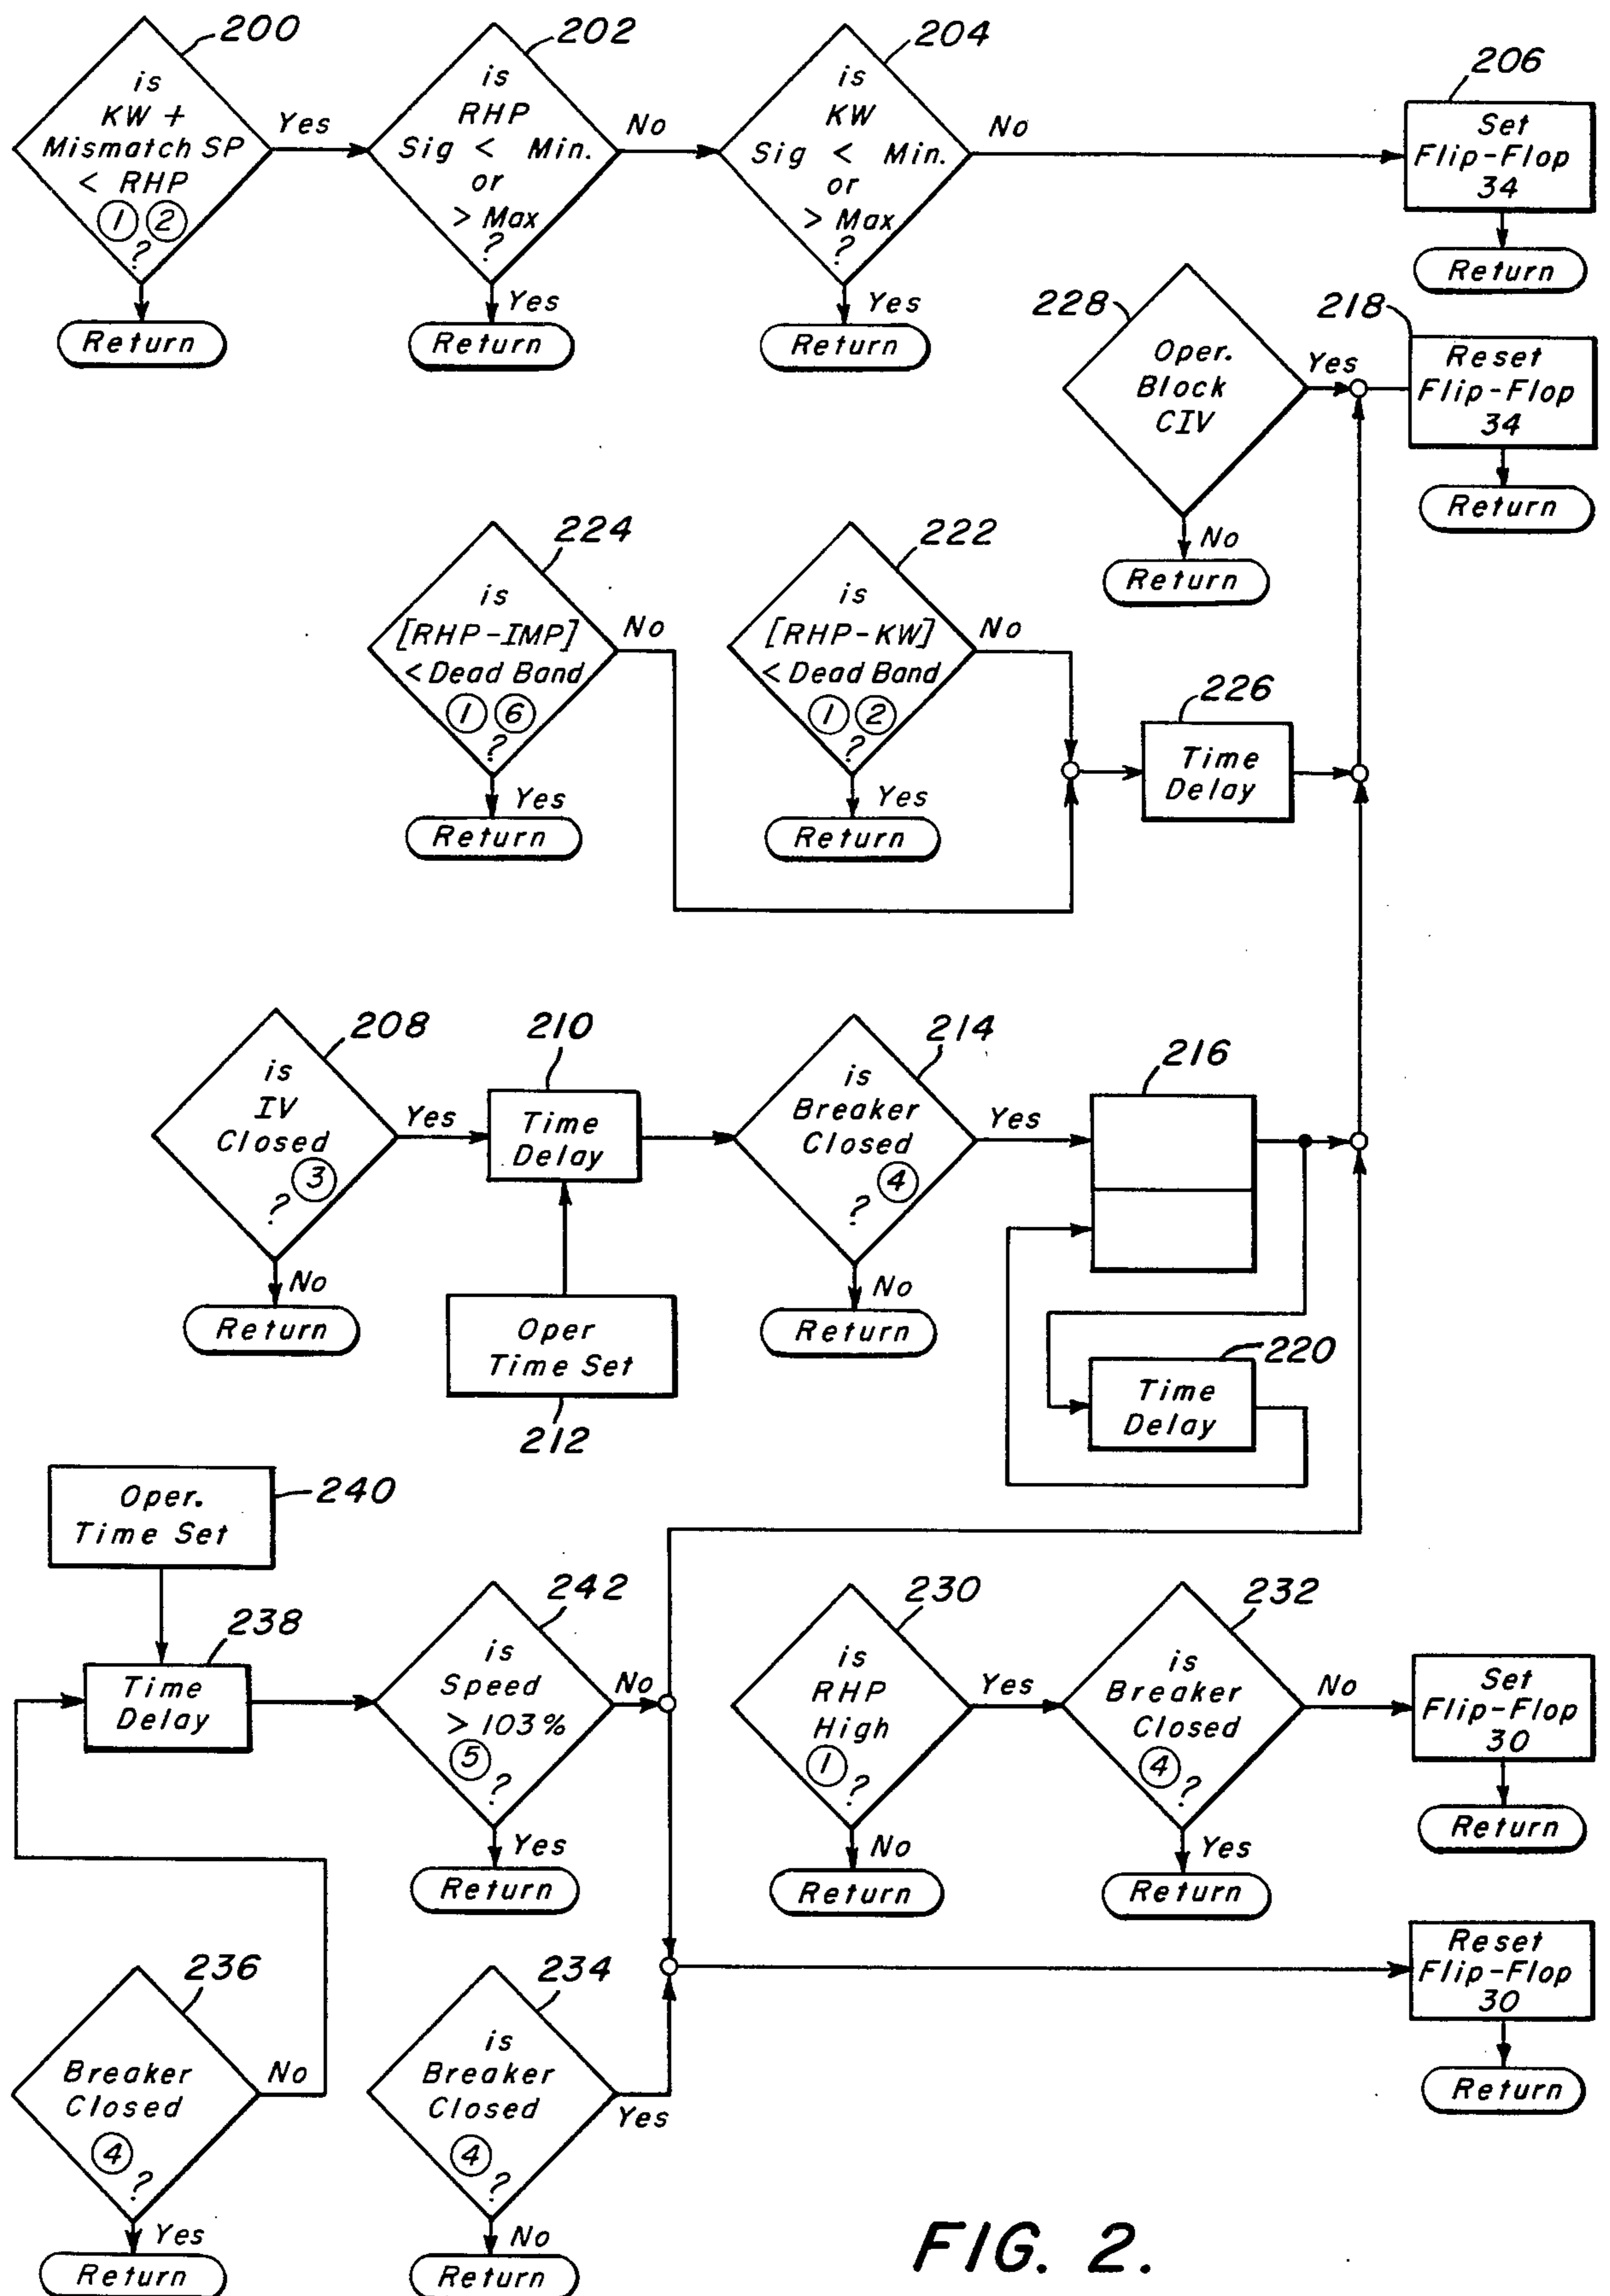 200
is
KW +
Mismatch SP
< RHP
① ②
?
Yes
Return
202
is
RHP
Sig < Min.
or
> Max
?
No
Yes
Return
204
is
KW
Sig < Min.
or
> Max
?
No
Yes
Return
206
Set
Flip-Flop
34
Return
228
Oper.
Block
CIV
Yes
No
Return
218
Reset
Flip-Flop
34
Return
224
is
[RHP-IMP]
< Dead Band
① ⑥
?
No
Yes
Return
222
is
[RHP-KW]
< Dead Band
① ②
?
No
Yes
Return
226
Time
Delay
208
is
IV
Closed
③
?
Yes
No
Return
210
Time
Delay
Oper
Time Set
212
214
is
Breaker
Closed
④
?
Yes
No
Return
216
220
Time
Delay
240
Oper.
Time Set
238
Time
Delay
242
is
Speed
> 103%
⑤
?
No
Yes
Return
230
is
RHP
High
①
?
Yes
No
Return
232
is
Breaker
Closed
④
?
No
Yes
Return
Set
Flip-Flop
30
Return
236
Breaker
Closed
④
?
No
Yes
Return
234
is
Breaker
Closed
④
?
Yes
No
Return
Reset
Flip-Flop
30
Return
FIG. 2.